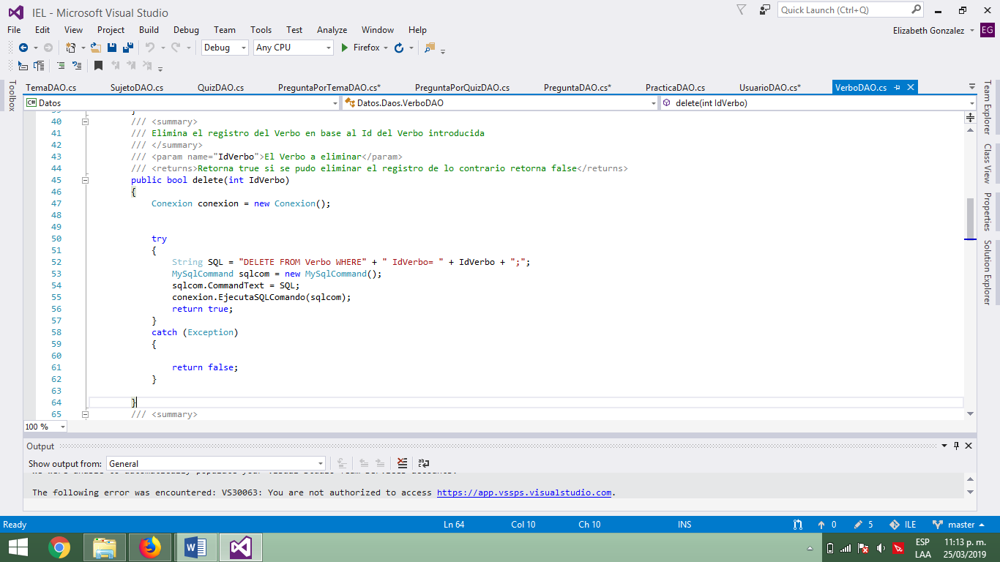 IEL - Microsoft Visual Studio
Quick Launch (Ctrl+Q)
File Edit View Project Build Debug Team Tools Test Analyze Window Help
Elizabeth Gonzalez EG
Debug Any CPU Firefox
Toolbox
TemaDAO.cs SujetoDAO.cs QuizDAO.cs PreguntaPorTemaDAO.cs* PreguntaPorQuizDAO.cs PreguntaDAO.cs* PracticaDAO.cs UsuarioDAO.cs* VerboDAO.cs
C# Datos Datos.Daos.VerboDAO delete(int IdVerbo)
40 /// <summary>
41 /// Elimina el registro del Verbo en base al Id del Verbo introducida
42 /// </summary>
43 /// <param name="IdVerbo">El Verbo a eliminar</param>
44 /// <returns>Retorna true si se pudo eliminar el registro de lo contrario retorna false</returns>
45 public bool delete(int IdVerbo)
46 {
47 Conexion conexion = new Conexion();
48
49
50 try
51 {
52 String SQL = "DELETE FROM Verbo WHERE" + " IdVerbo= " + IdVerbo + ";";
53 MySqlCommand sqlcom = new MySqlCommand();
54 sqlcom.CommandText = SQL;
55 conexion.EjecutaSQLComando(sqlcom);
56 return true;
57 }
58 catch (Exception)
59 {
60
61 return false;
62 }
63
64 }
65 /// <summary>
100 %
Team Explorer
Class View
Properties
Solution Explorer
Output
Show output from: General
The following error was encountered: VS30063: You are not authorized to access https://app.vssps.visualstudio.com.
Ready Ln 64 Col 10 Ch 10 INS 0 5 ILE master
ESP 11:13 p. m.
LAA 25/03/2019